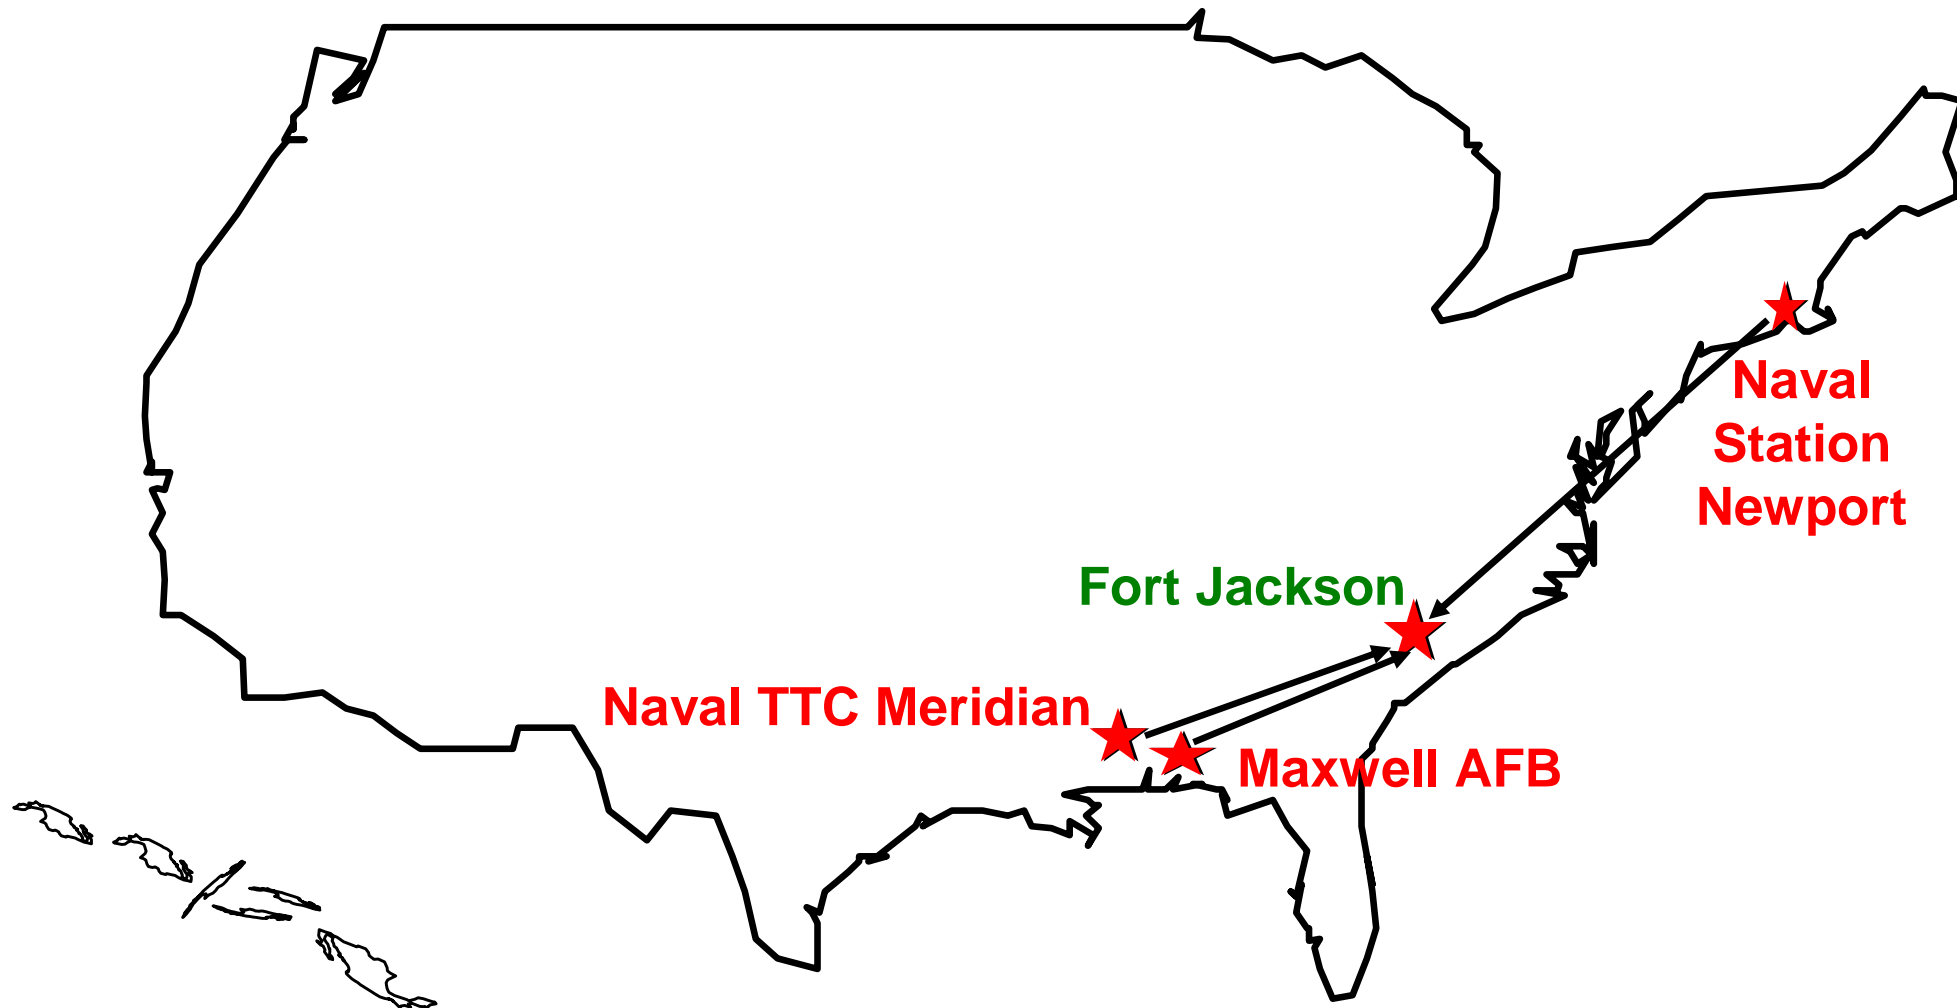 Naval
Station
Newport
Fort Jackson
Naval TTC Meridian
Maxwell AFB